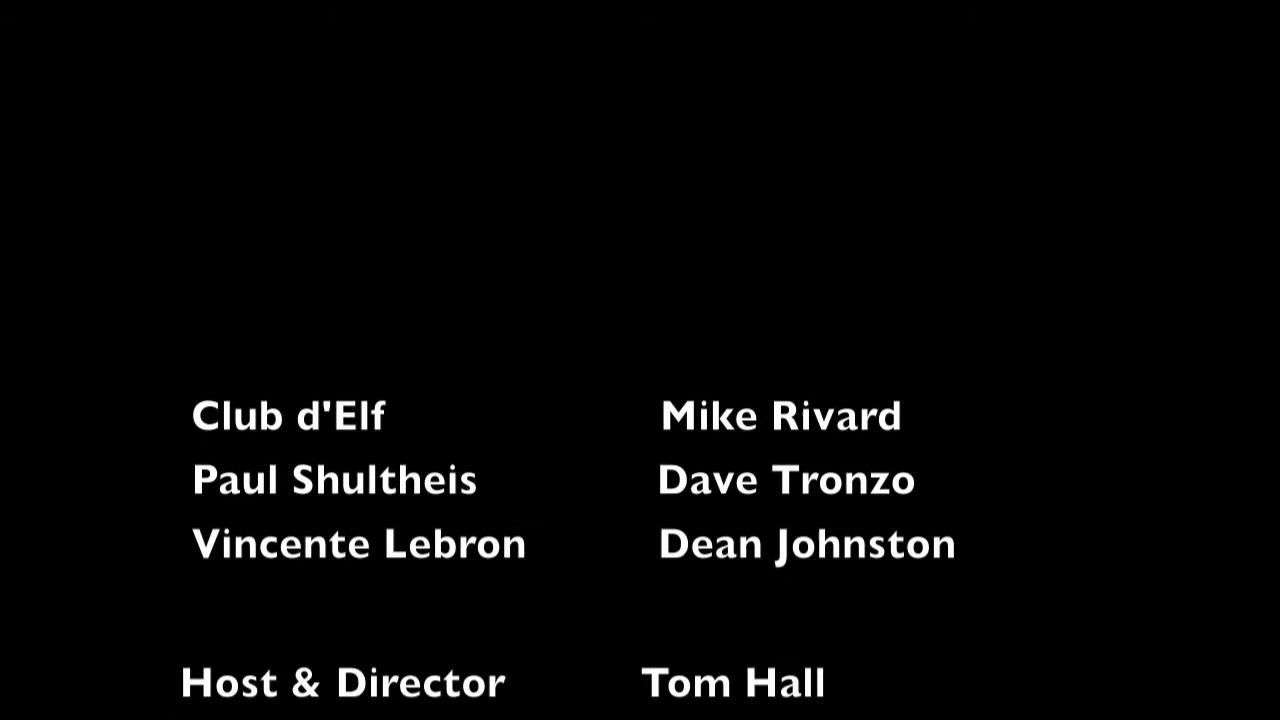 Club d'Elf Mike Rivard
Paul Shultheis Dave Tronzo
Vincente Lebron Dean Johnston
Host & Director Tom Hall